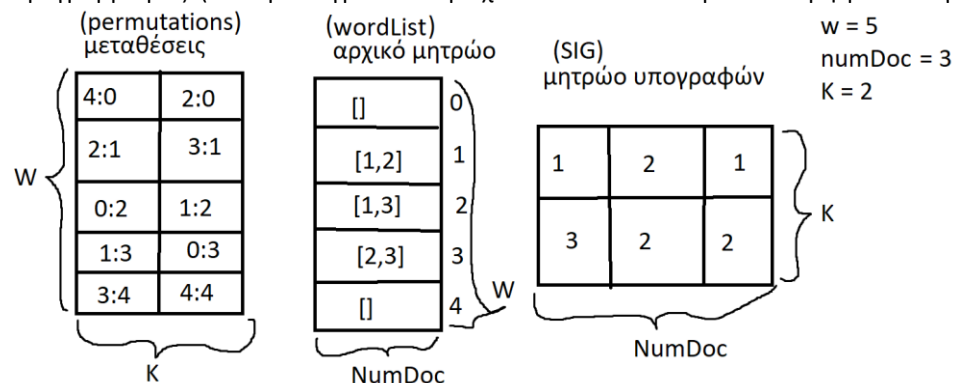 (permutations)
μεταθέσεις
4:0 2:0
2:1 3:1
0:2 1:2
1:3 0:3
3:4 4:4
W
K
(wordList)
αρχικό μητρώο
[] 0
[1,2] 1
[1,3] 2
[2,3] 3
[] 4
W
NumDoc
(SIG)
μητρώο υπογραφών
1 2 1
3 2 2
K
NumDoc
w = 5
numDoc = 3
K = 2